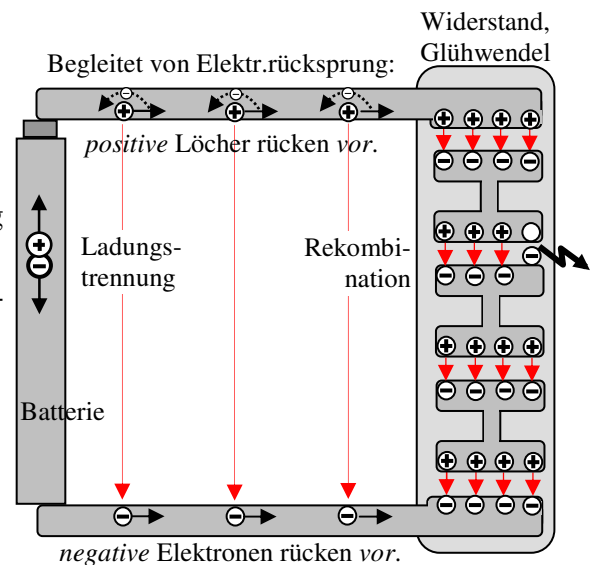 Widerstand,
Glühwendel
Begleitet von Elektr.rücksprung:
positive Löcher rücken vor.
Ladungs-
trennung
Rekombi-
nation
Batterie
negative Elektronen rücken vor.